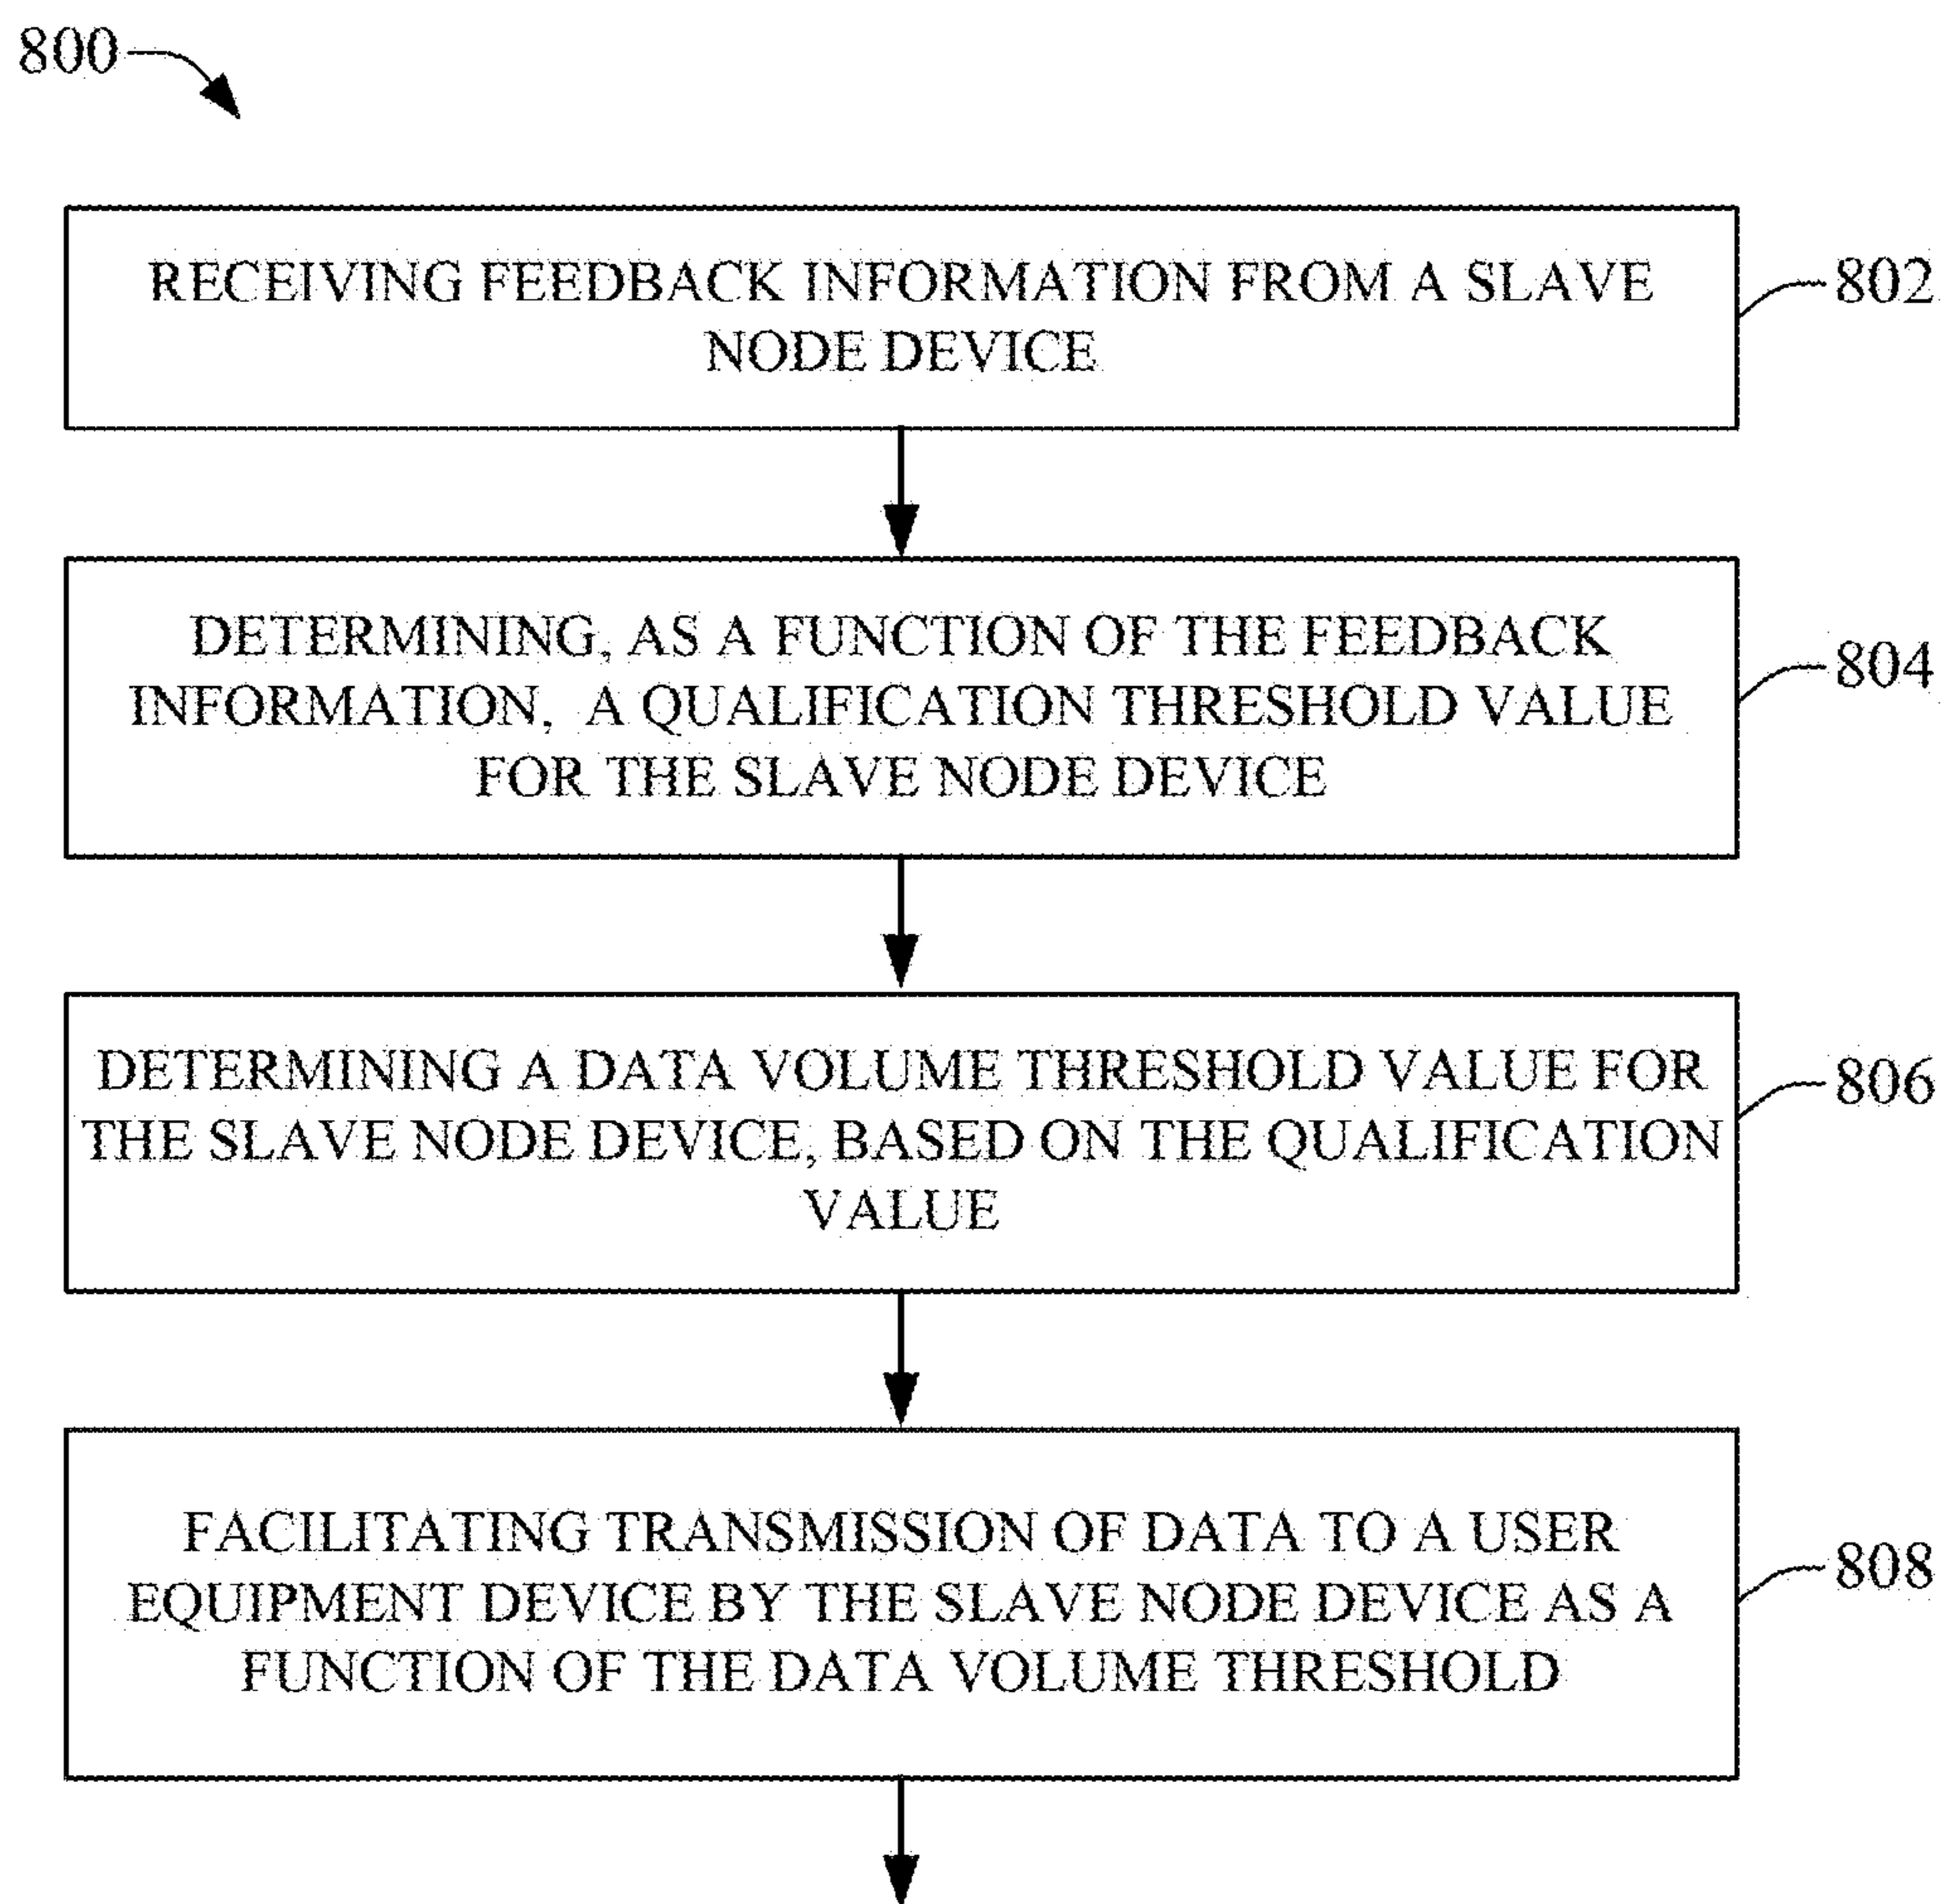 800
RECEIVING FEEDBACK INFORMATION FROM A SLAVE
NODE DEVICE
802
DETERMINING, AS A FUNCTION OF THE FEEDBACK
INFORMATION, A QUALIFICATION THRESHOLD VALUE
FOR THE SLAVE NODE DEVICE
804
DETERMINING A DATA VOLUME THRESHOLD VALUE FOR
THE SLAVE NODE DEVICE, BASED ON THE QUALIFICATION
VALUE
806
FACILITATING TRANSMISSION OF DATA TO A USER
EQUIPMENT DEVICE BY THE SLAVE NODE DEVICE AS A
FUNCTION OF THE DATA VOLUME THRESHOLD
808